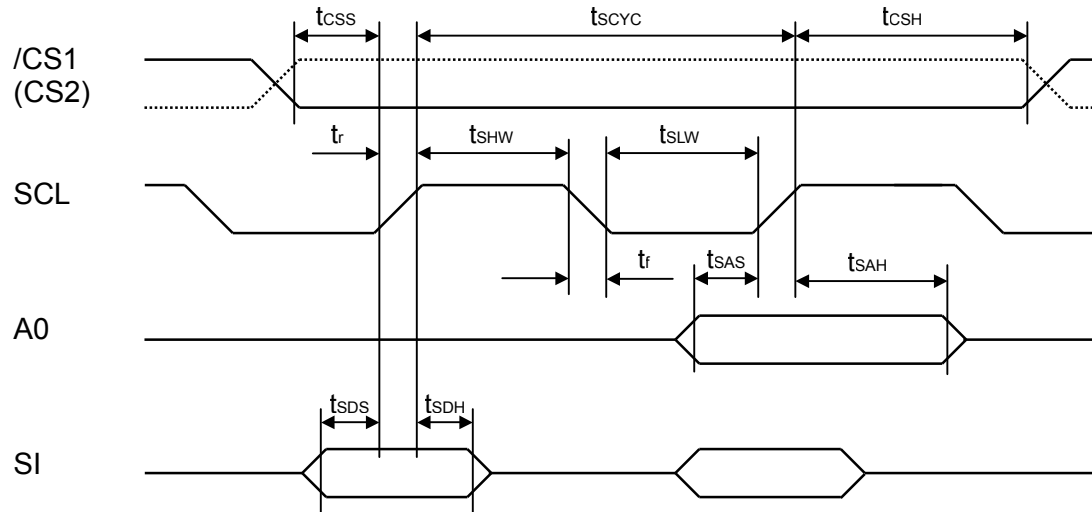 tCSS tSCYC tCSH
/CS1
(CS2)
tr tSHW tSLW
SCL
tf tSAS tSAH
A0
tSDS tSDH
SI